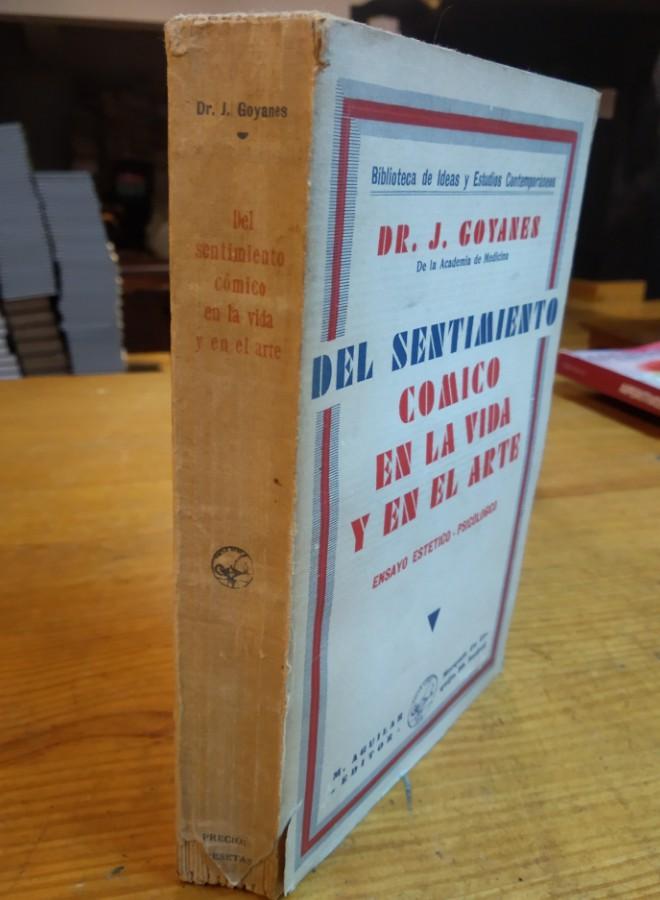 Dr. J. Goyanes
Del
sentimiento
cómico
en la vida
y en el arte
PRECIO:
PESETAS
Biblioteca de Ideas y Estudios Contemporáneos
DR. J. GOYANES
De la Academia de Medicina
DEL SENTIMIENTO
COMICO
EN LA VIDA
Y EN EL ARTE
ENSAYO ESTETICO - PSICOLOGICO
M. AGUILAR
- EDITOR -